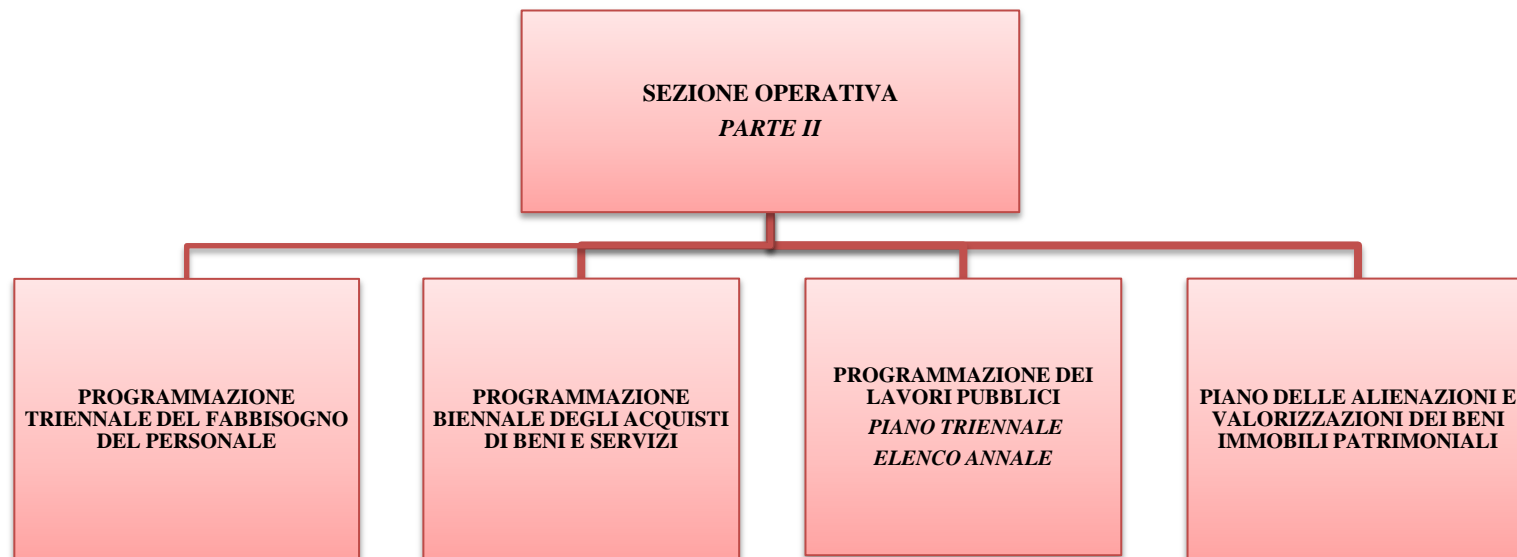 SEZIONE OPERATIVA
PARTE II
PROGRAMMAZIONE
TRIENNALE DEL FABBISOGNO
DEL PERSONALE
PROGRAMMAZIONE
BIENNALE DEGLI ACQUISTI
DI BENI E SERVIZI
PROGRAMMAZIONE DEI
LAVORI PUBBLICI
PIANO TRIENNALE
ELENCO ANNALE
PIANO DELLE ALIENAZIONI E
VALORIZZAZIONI DEI BENI
IMMOBILI PATRIMONIALI